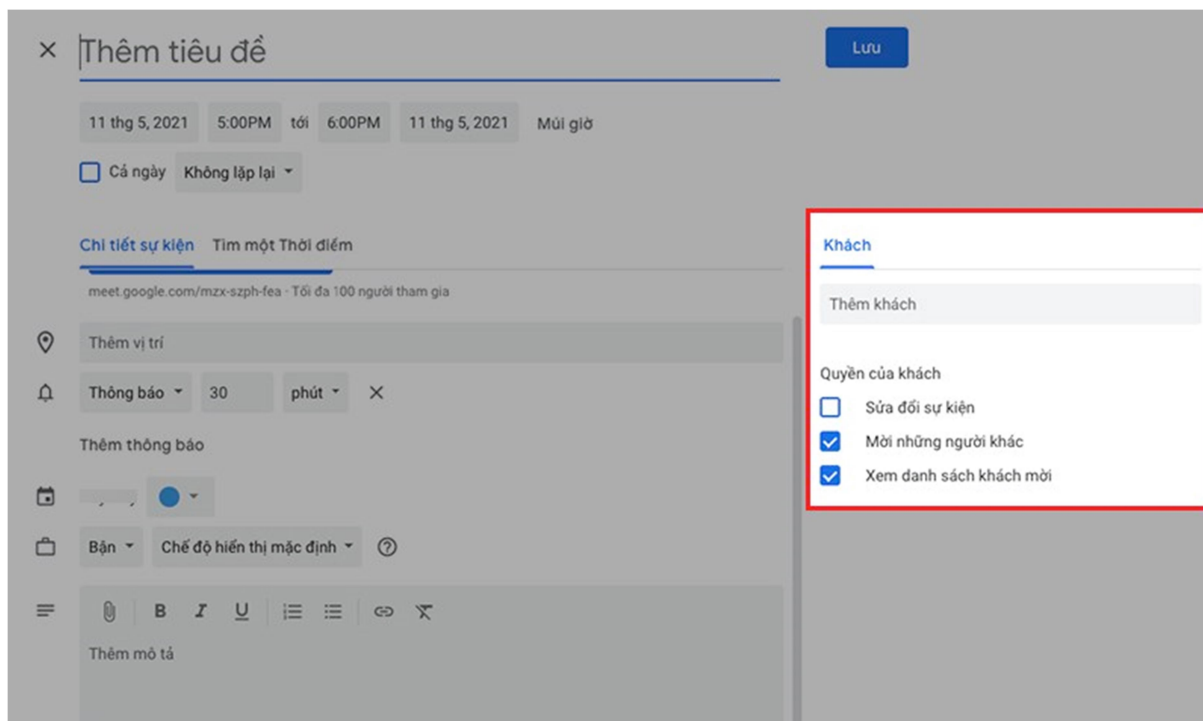 Thêm tiêu đề
Lưu
11 thg 5, 2021 5:00PM tới 6:00PM 11 thg 5, 2021 Múi giờ
Cả ngày Không lặp lại
Chi tiết sự kiện Tìm một Thời điểm
meet.google.com/mzx-szph-fea · Tối đa 100 người tham gia
Thêm vị trí
Thông báo 30 phút
Thêm thông báo
Bận Chế độ hiển thị mặc định
B I U
Thêm mô tả
Khách
Thêm khách
Quyền của khách
Sửa đổi sự kiện
Mời những người khác
Xem danh sách khách mời